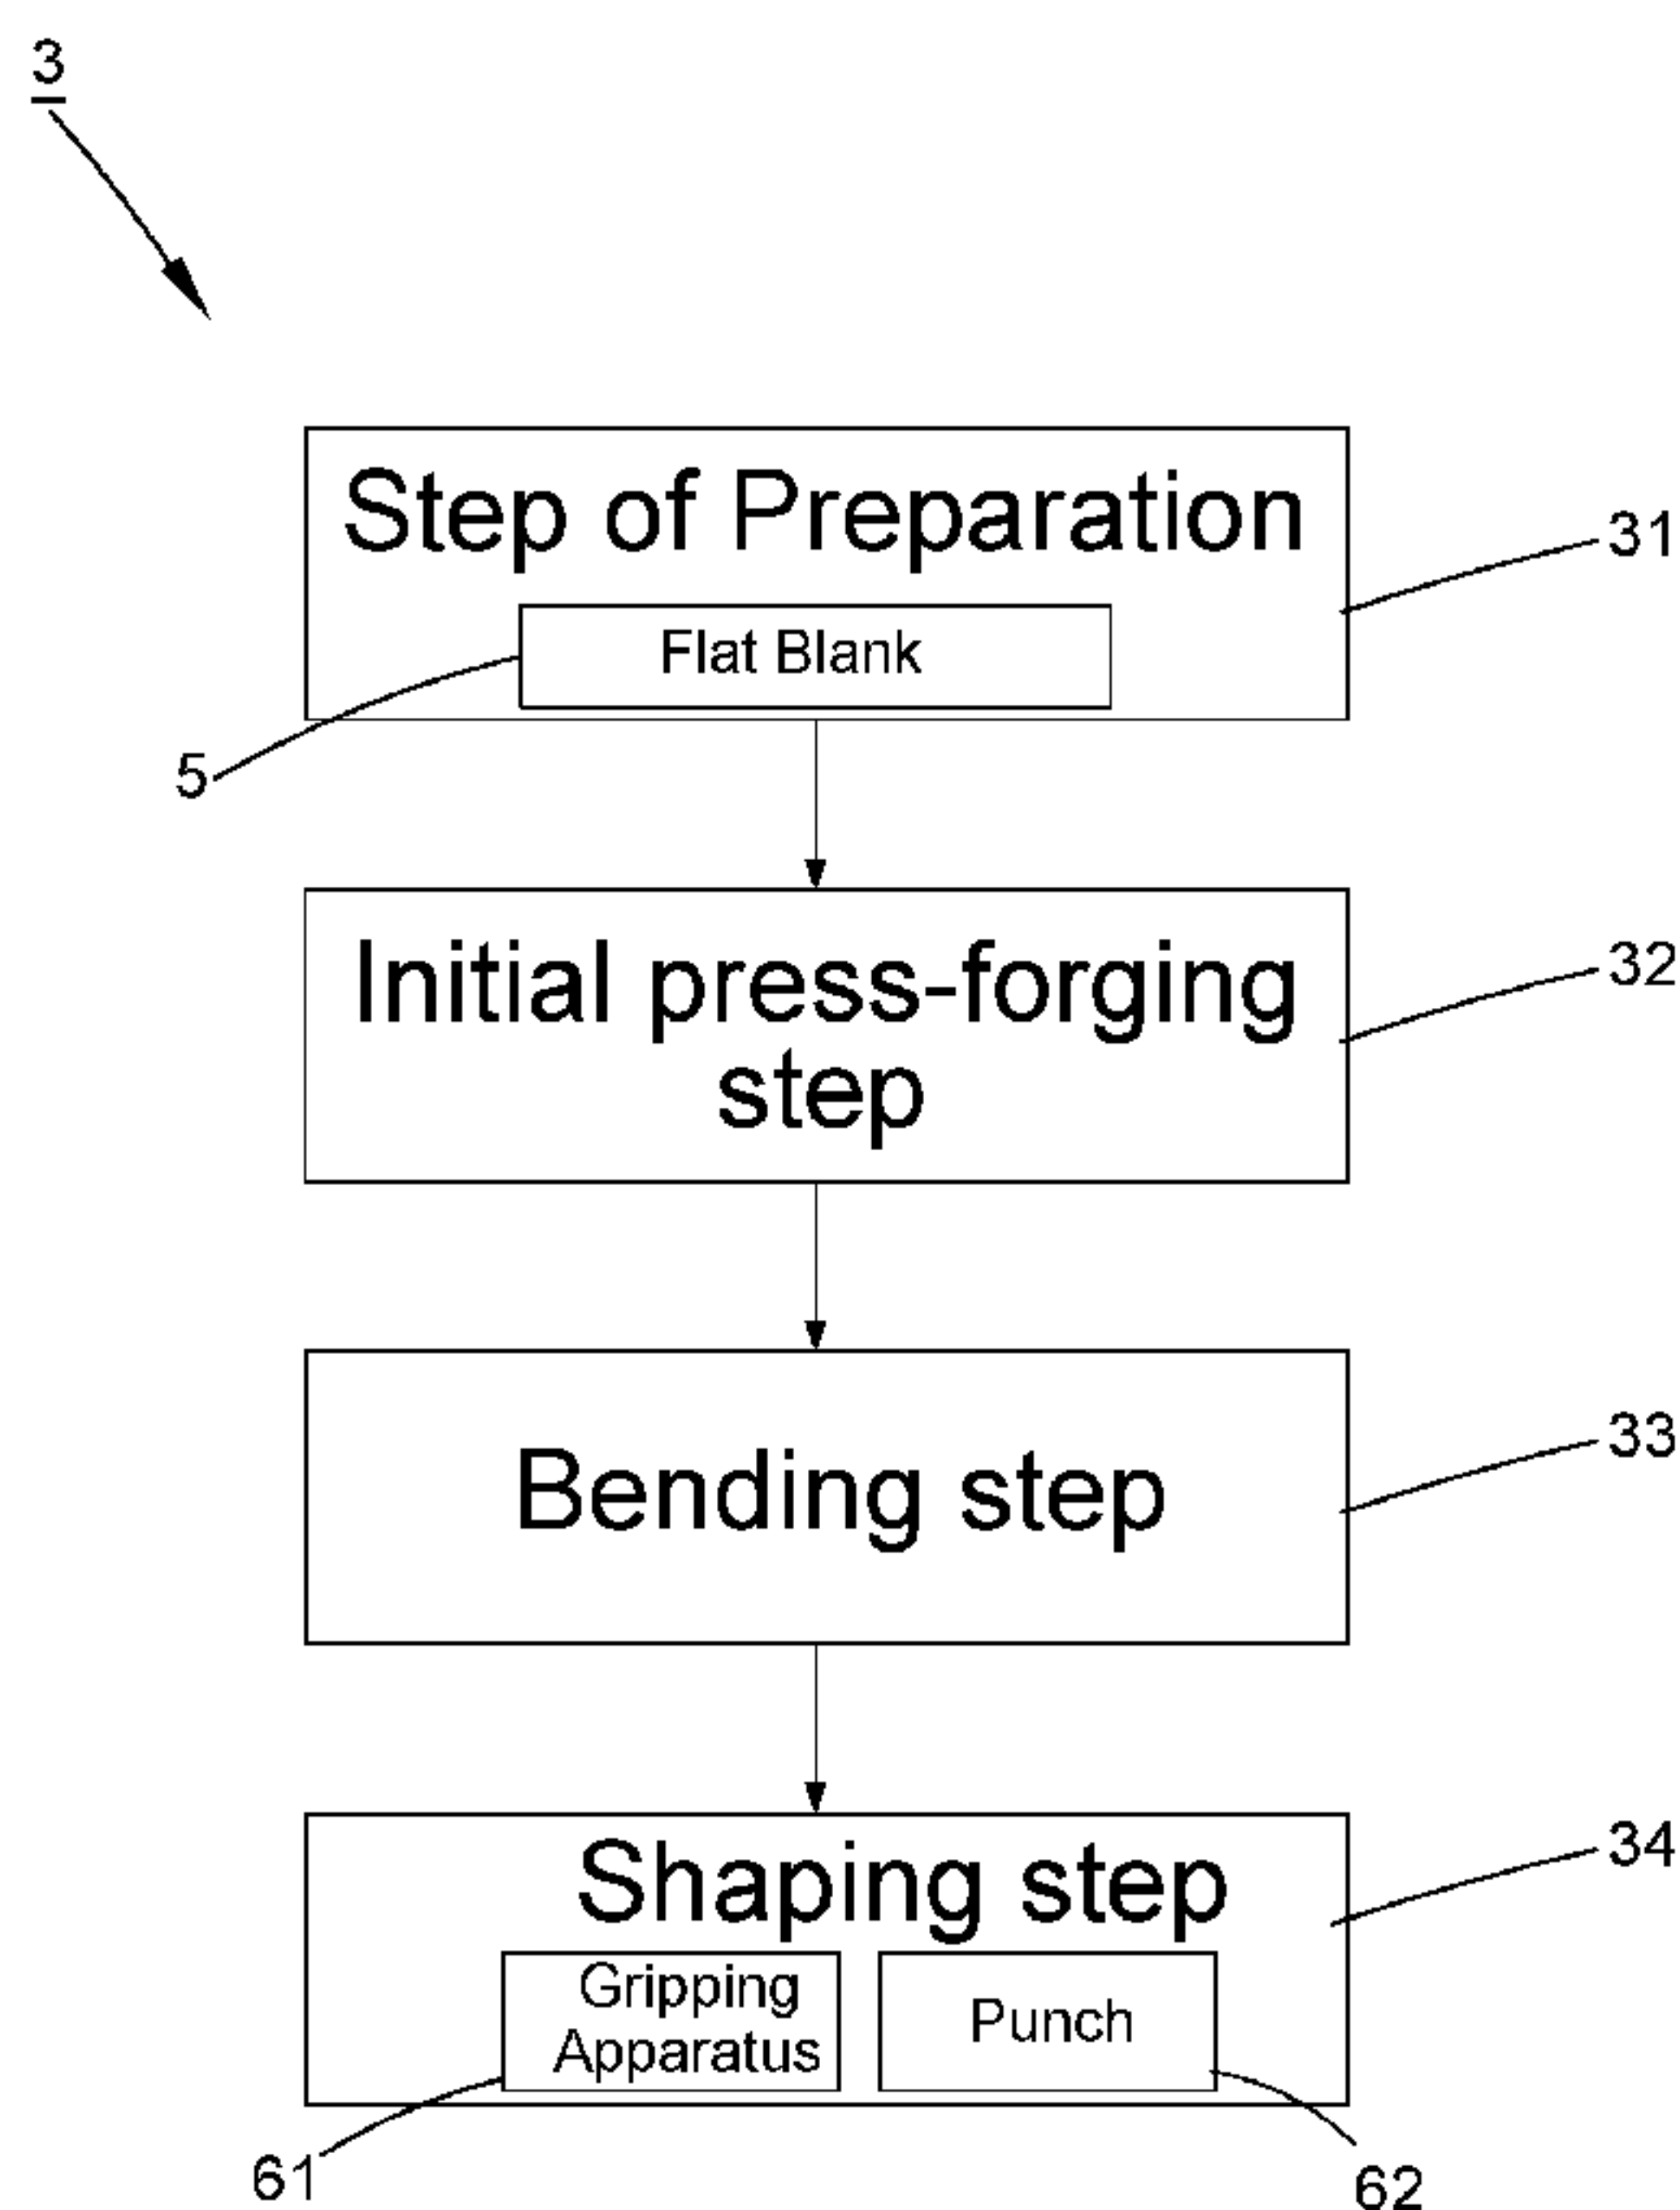 3
Step of Preparation
31
Flat Blank
5
Initial press-forging
step
32
Bending step
33
Shaping step
34
Gripping
Apparatus
Punch
61
62